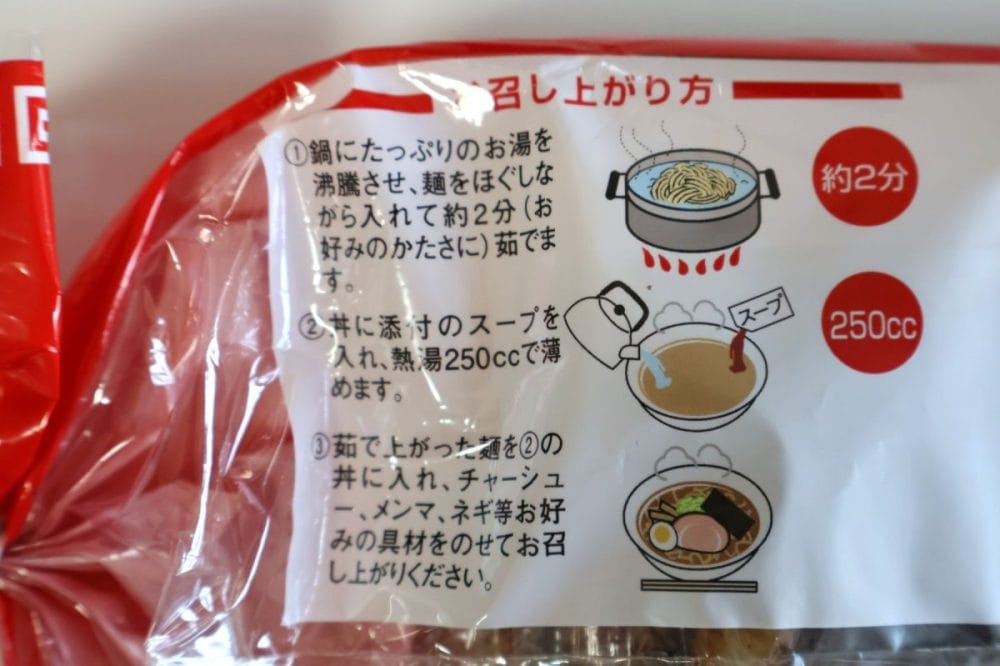 召し上がり方
①鍋にたっぷりのお湯を
沸騰させ、麺をほぐしな
がら入れて約2分(お
好みのかたさに)茹でま
す。
約2分
②丼に添付のスープを
入れ、熱湯250ccで薄
めます。
スープ
250cc
③茹で上がった麺を②の
丼に入れ、チャーシュ
ー、メンマ、ネギ等お好
みの具材をのせてお召
し上がりください。